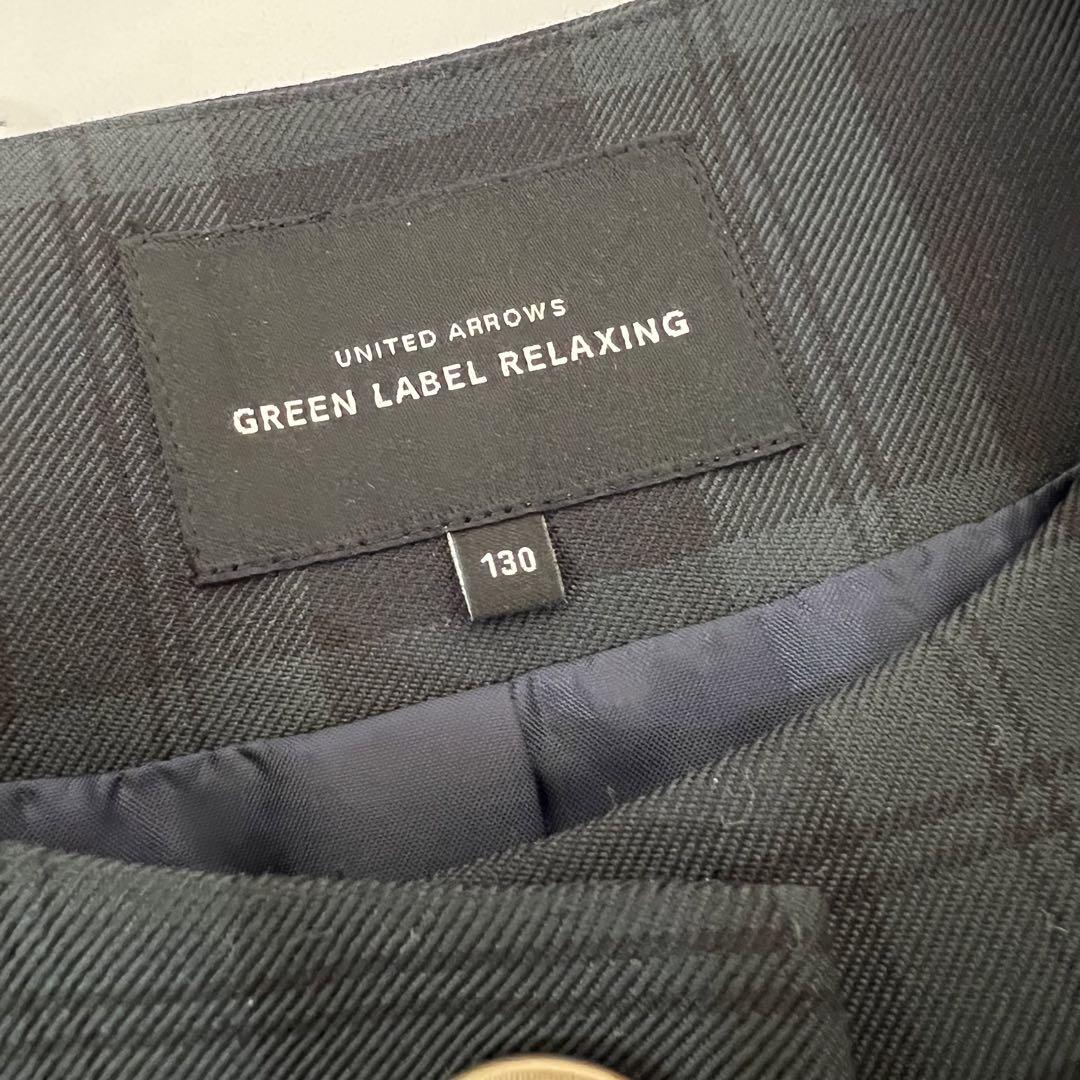 UNITED ARROWS
GREEN LABEL RELAXING
130